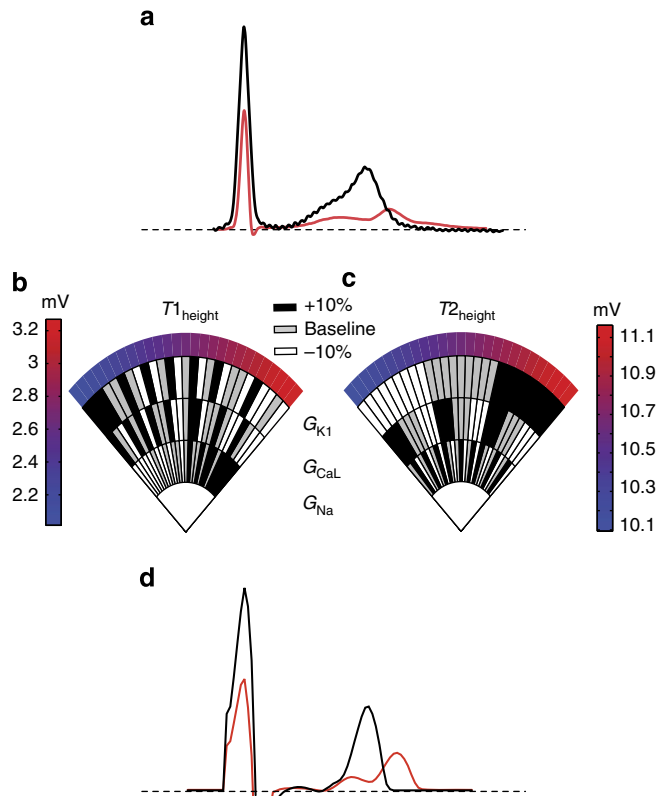 a
b
mV
3.2
3
2.8
2.6
2.4
2.2
T1height
+10%
Baseline
–10%
GK1
GCaL
GNa
c
T2height
mV
11.1
10.9
10.7
10.5
10.3
10.1
d